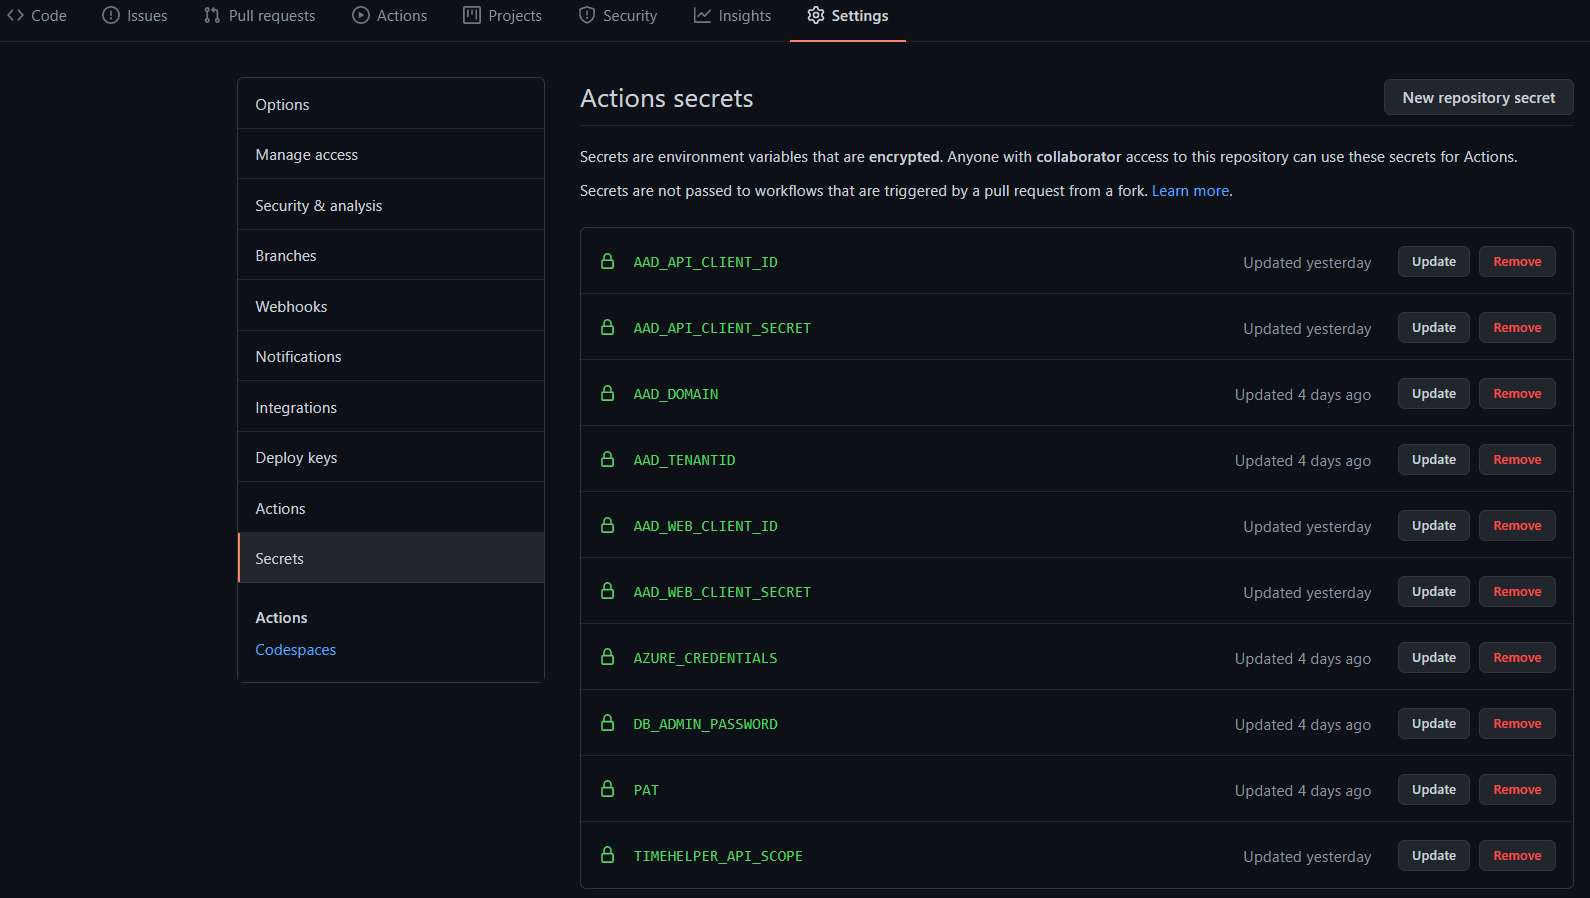 Code Issues Pull requests Actions Projects Security Insights Settings
Options
Manage access
Security & analysis
Branches
Webhooks
Notifications
Integrations
Deploy keys
Actions
Secrets
Actions
Codespaces
Actions secrets New repository secret
Secrets are environment variables that are encrypted. Anyone with collaborator access to this repository can use these secrets for Actions.
Secrets are not passed to workflows that are triggered by a pull request from a fork. Learn more.
AAD_API_CLIENT_ID Updated yesterday Update Remove
AAD_API_CLIENT_SECRET Updated yesterday Update Remove
AAD_DOMAIN Updated 4 days ago Update Remove
AAD_TENANTID Updated 4 days ago Update Remove
AAD_WEB_CLIENT_ID Updated yesterday Update Remove
AAD_WEB_CLIENT_SECRET Updated yesterday Update Remove
AZURE_CREDENTIALS Updated 4 days ago Update Remove
DB_ADMIN_PASSWORD Updated 4 days ago Update Remove
PAT Updated 4 days ago Update Remove
TIMEHELPER_API_SCOPE Updated yesterday Update Remove